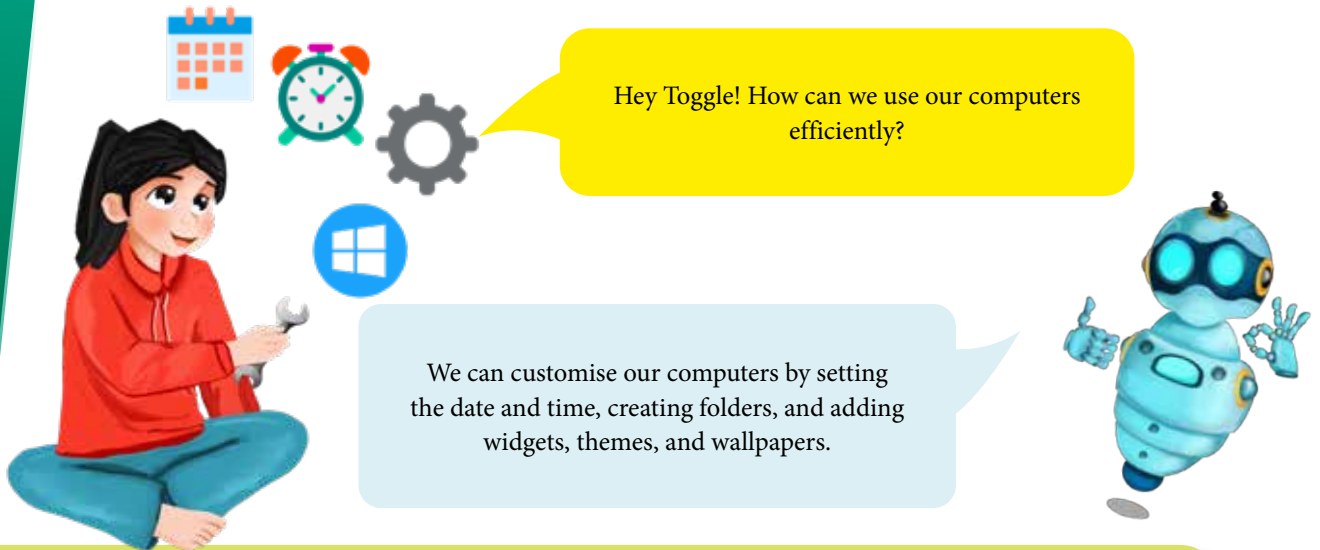 Hey Toggle! How can we use our computers
efficiently?
We can customise our computers by setting
the date and time, creating folders, and adding
widgets, themes, and wallpapers.